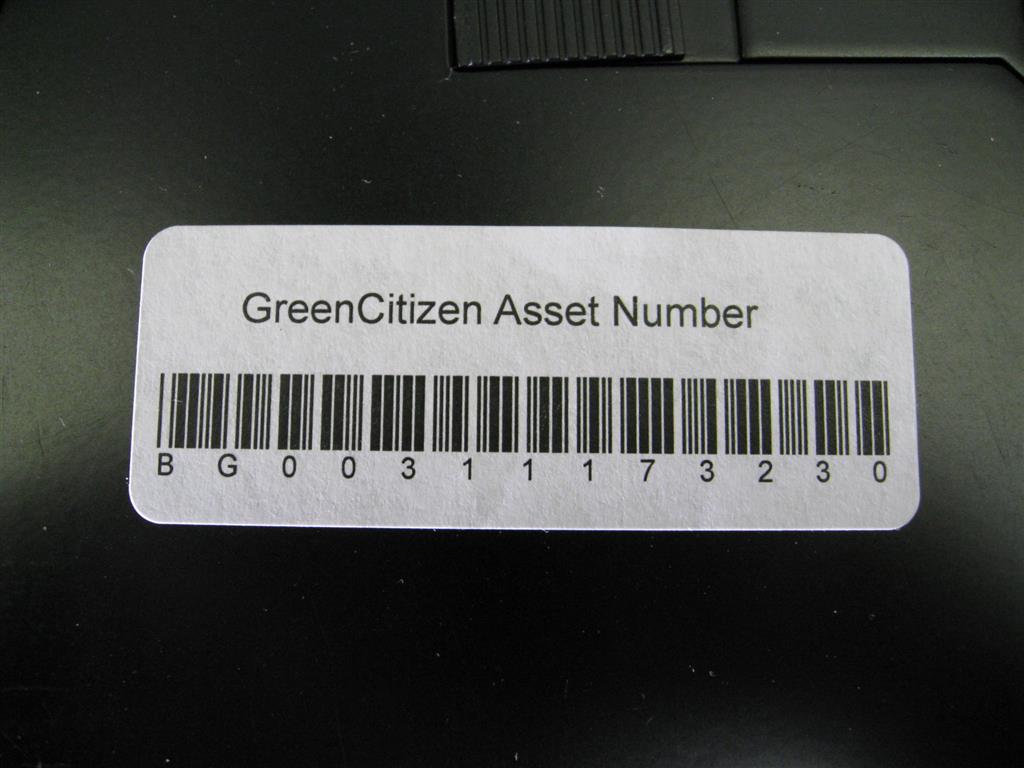 GreenCitizen Asset Number
B G 0 0 3 1 1 1 7 3 2 3 0